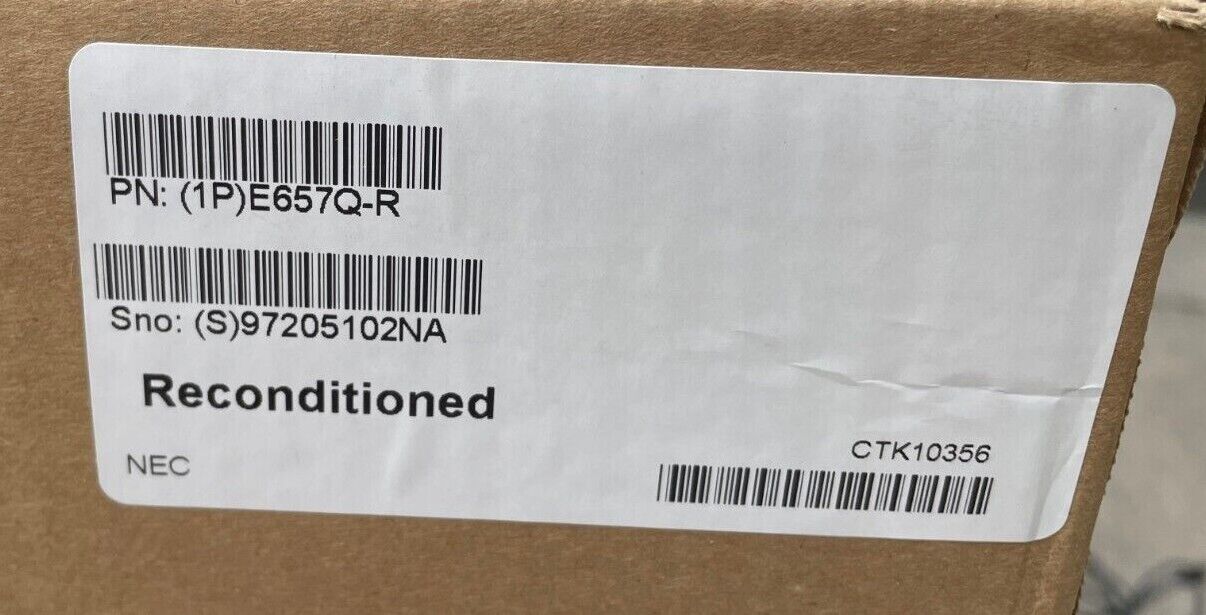 PN: (1P)E657Q-R
Sno: (S)97205102NA
Reconditioned
NEC
CTK10356